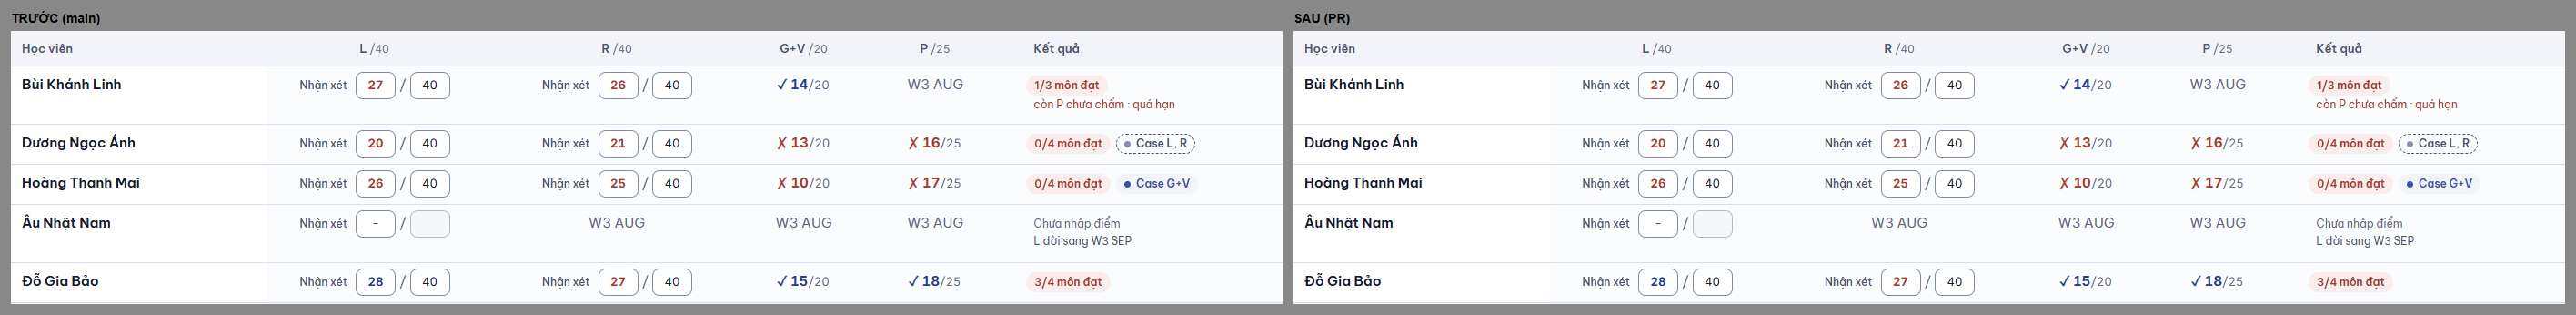 TRƯỚC (main)
Học viên L /40 R /40 G+V /20 P /25 Kết quả
Bùi Khánh Linh Nhận xét 27 / 40 Nhận xét 26 / 40 ✓ 14/20 W3 AUG 1/3 môn đạt
còn P chưa chấm · quá hạn
Dương Ngọc Ánh Nhận xét 20 / 40 Nhận xét 21 / 40 ✗ 13/20 ✗ 16/25 0/4 môn đạt Case L, R
Hoàng Thanh Mai Nhận xét 26 / 40 Nhận xét 25 / 40 ✗ 10/20 ✗ 17/25 0/4 môn đạt Case G+V
Âu Nhật Nam Nhận xét - / W3 AUG W3 AUG W3 AUG Chưa nhập điểm
L dời sang W3 SEP
Đỗ Gia Bảo Nhận xét 28 / 40 Nhận xét 27 / 40 ✓ 15/20 ✓ 18/25 3/4 môn đạt
SAU (PR)
Học viên L /40 R /40 G+V /20 P /25 Kết quả
Bùi Khánh Linh Nhận xét 27 / 40 Nhận xét 26 / 40 ✓ 14/20 W3 AUG 1/3 môn đạt
còn P chưa chấm · quá hạn
Dương Ngọc Ánh Nhận xét 20 / 40 Nhận xét 21 / 40 ✗ 13/20 ✗ 16/25 0/4 môn đạt Case L, R
Hoàng Thanh Mai Nhận xét 26 / 40 Nhận xét 25 / 40 ✗ 10/20 ✗ 17/25 0/4 môn đạt Case G+V
Âu Nhật Nam Nhận xét - / W3 AUG W3 AUG W3 AUG Chưa nhập điểm
L dời sang W3 SEP
Đỗ Gia Bảo Nhận xét 28 / 40 Nhận xét 27 / 40 ✓ 15/20 ✓ 18/25 3/4 môn đạt